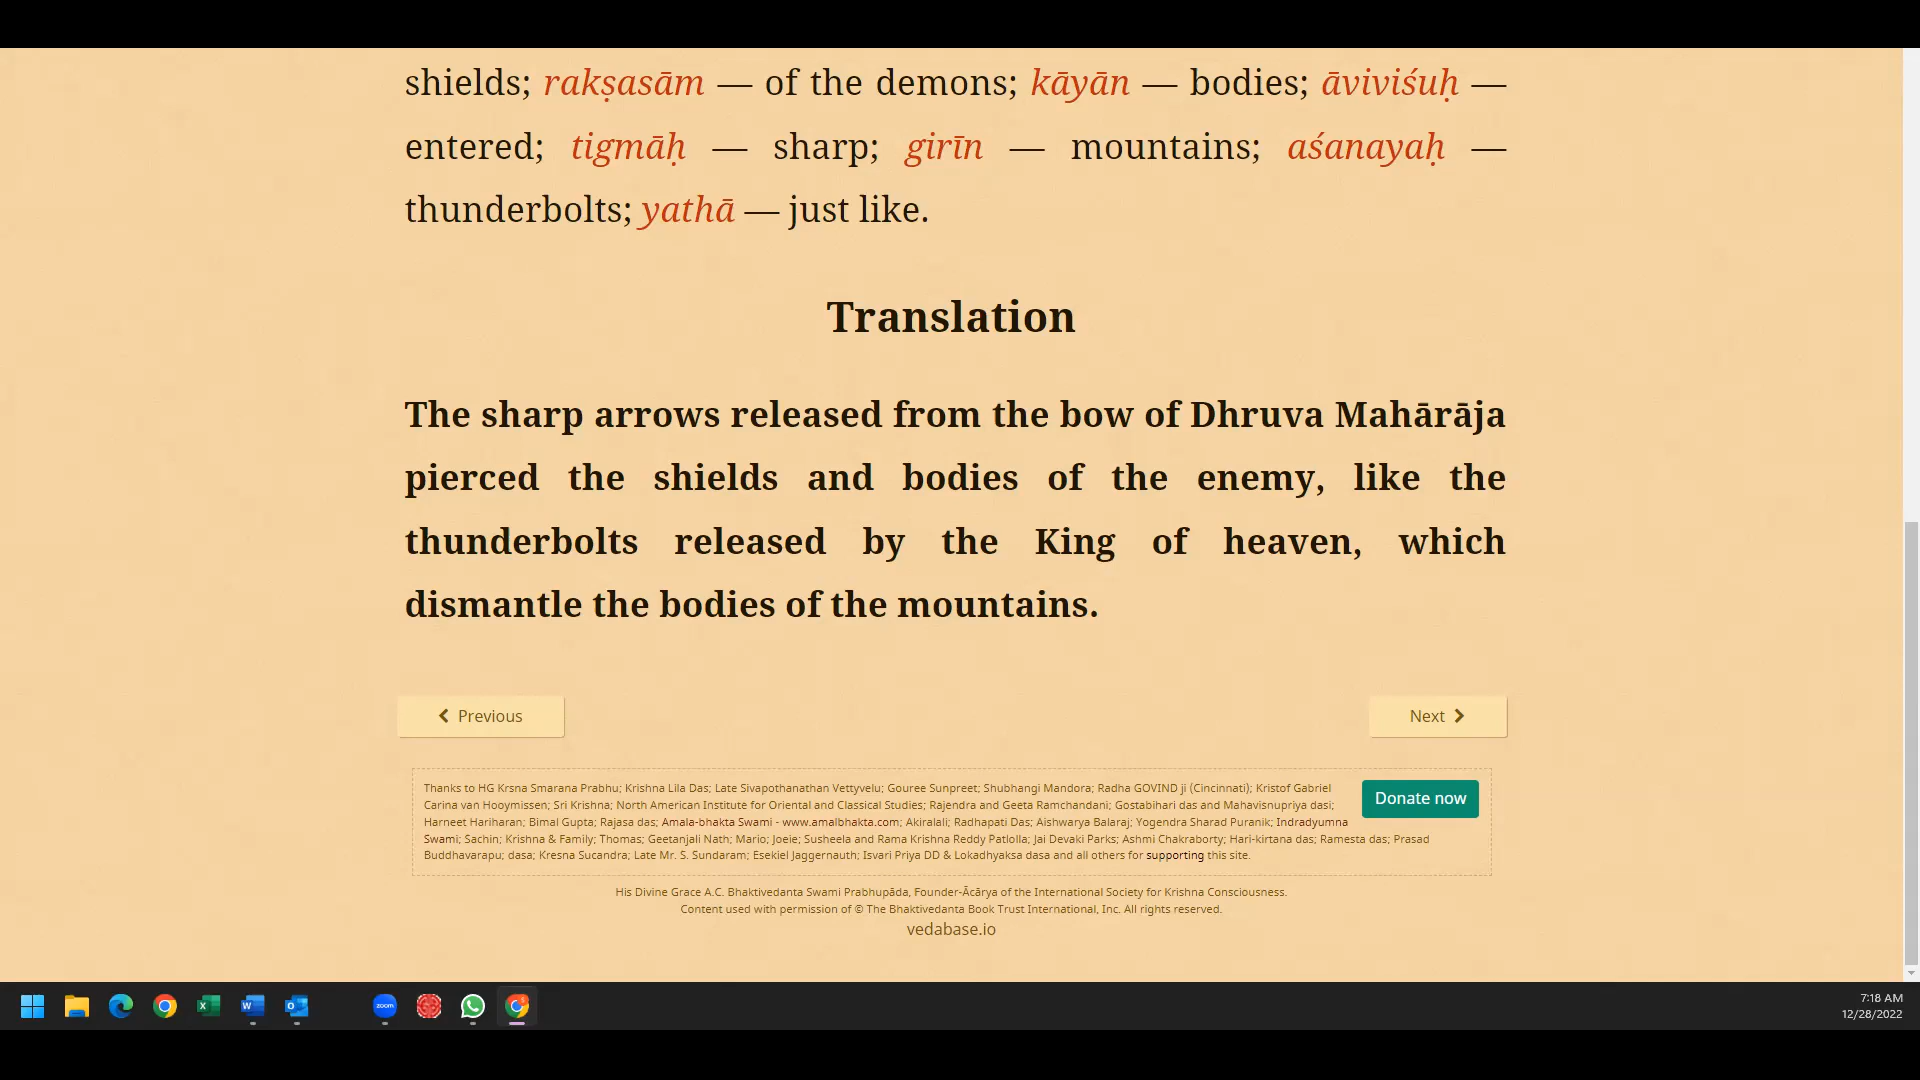 shields; rakṣasām — of the demons; kāyān — bodies; āviviśuḥ —
entered; tigmāḥ — sharp; girīn — mountains; aśanayaḥ —
thunderbolts; yathā — just like.
Translation
The sharp arrows released from the bow of Dhruva Mahārāja
pierced the shields and bodies of the enemy, like the
thunderbolts released by the King of heaven, which
dismantle the bodies of the mountains.
Previous
Next
Thanks to HG Krsna Smarana Prabhu; Krishna Lila Das; Late Sivapothanathan Vettyvelu; Gouree Sunpreet; Shubhangi Mandora; Radha GOVIND ji (Cincinnati); Kristof Gabriel
Carina van Hooymissen; Sri Krishna; North American Institute for Oriental and Classical Studies; Rajendra and Geeta Ramchandani; Gostabihari das and Mahavisnupriya dasi;
Harneet Hariharan; Bimal Gupta; Rajasa das; Amala-bhakta Swami - www.amalbhakta.com; Akiralali; Radhapati Das; Aishwarya Balaraj; Yogendra Sharad Puranik; Indradyumna
Swami; Sachin; Krishna & Family; Thomas; Geetanjali Nath; Mario; Joeie; Susheela and Rama Krishna Reddy Patlolla; Jai Devaki Parks; Ashmi Chakraborty; Hari-kirtana das; Ramesta das; Prasad
Buddhavarapu; dasa; Kresna Sucandra; Late Mr. S. Sundaram; Esekiel Jaggernauth; Isvari Priya DD & Lokadhyaksa dasa and all others for supporting this site.
Donate now
His Divine Grace A.C. Bhaktivedanta Swami Prabhupāda, Founder-Ācārya of the International Society for Krishna Consciousness.
Content used with permission of © The Bhaktivedanta Book Trust International, Inc. All rights reserved.
vedabase.io
zoom
7:18 AM
12/28/2022